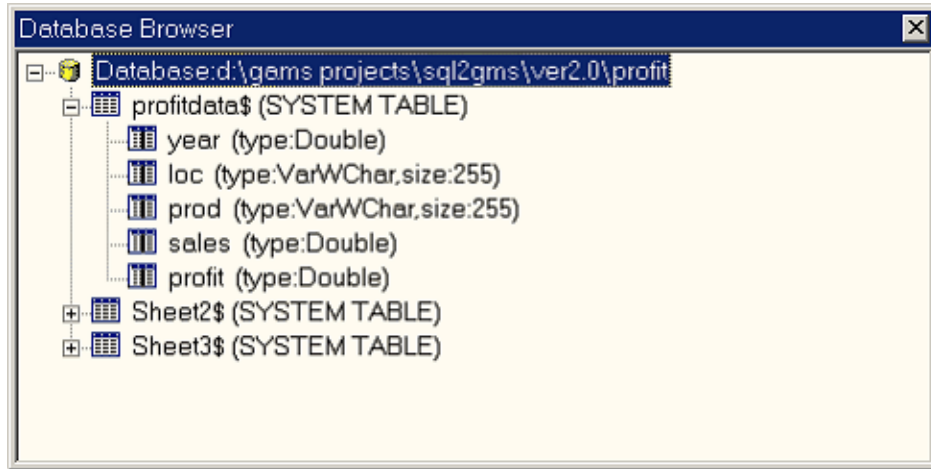 Database Browser
Database:d:\gams projects\sql2gms\ver2.0\profit
profitdata$ (SYSTEM TABLE)
year (type:Double)
loc (type:VarWChar,size:255)
prod (type:VarWChar,size:255)
sales (type:Double)
profit (type:Double)
Sheet2$ (SYSTEM TABLE)
Sheet3$ (SYSTEM TABLE)